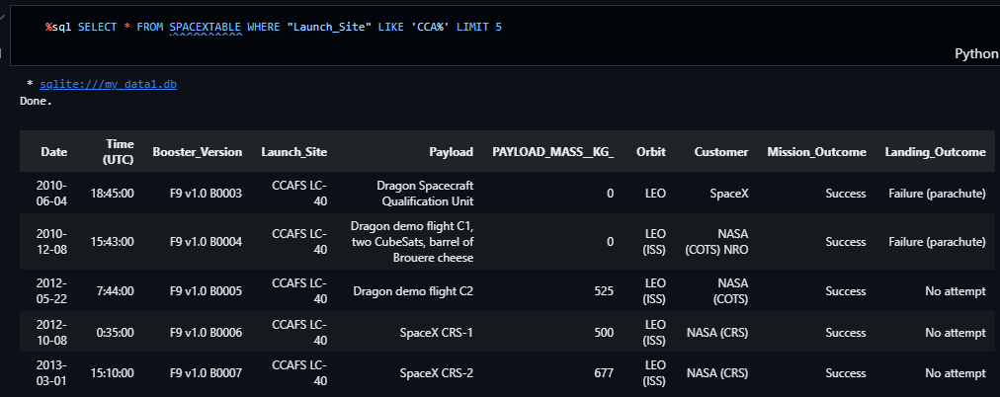 %sql SELECT * FROM SPACEXTABLE WHERE "Launch_Site" LIKE 'CCA%' LIMIT 5
Python
* sqlite:///my_data1.db
Done.
Date Time (UTC) Booster_Version Launch_Site Payload PAYLOAD_MASS__KG_ Orbit Customer Mission_Outcome Landing_Outcome
2010-06-04 18:45:00 F9 v1.0 B0003 CCAFS LC-40 Dragon Spacecraft Qualification Unit 0 LEO SpaceX Success Failure (parachute)
2010-12-08 15:43:00 F9 v1.0 B0004 CCAFS LC-40 Dragon demo flight C1, two CubeSats, barrel of Brouere cheese 0 LEO (ISS) NASA (COTS) NRO Success Failure (parachute)
2012-05-22 7:44:00 F9 v1.0 B0005 CCAFS LC-40 Dragon demo flight C2 525 LEO (ISS) NASA (COTS) Success No attempt
2012-10-08 0:35:00 F9 v1.0 B0006 CCAFS LC-40 SpaceX CRS-1 500 LEO (ISS) NASA (CRS) Success No attempt
2013-03-01 15:10:00 F9 v1.0 B0007 CCAFS LC-40 SpaceX CRS-2 677 LEO (ISS) NASA (CRS) Success No attempt